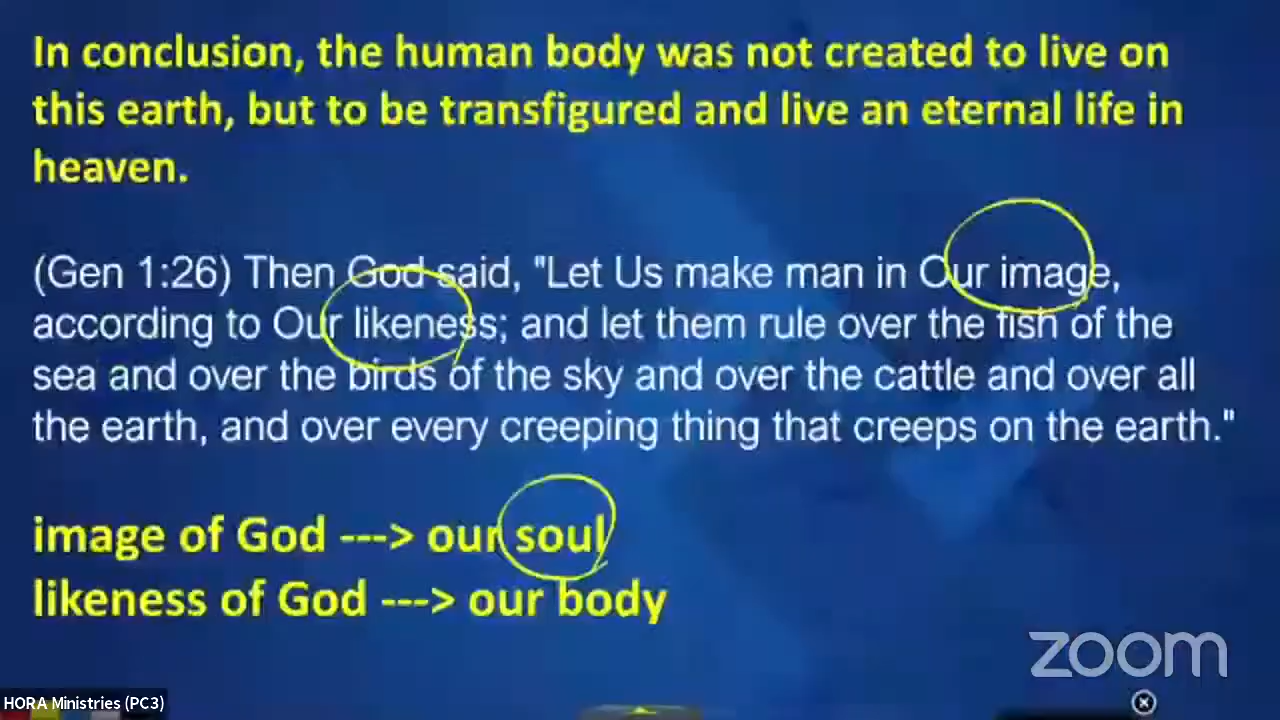 In conclusion, the human body was not created to live on
this earth, but to be transfigured and live an eternal life in
heaven.
(Gen 1:26) Then God said, "Let Us make man in Our image,
according to Our likeness; and let them rule over the fish of the
sea and over the birds of the sky and over the cattle and over all
the earth, and over every creeping thing that creeps on the earth."
image of God ---> our soul
likeness of God ---> our body
zoom
HORA Ministries (PC3)